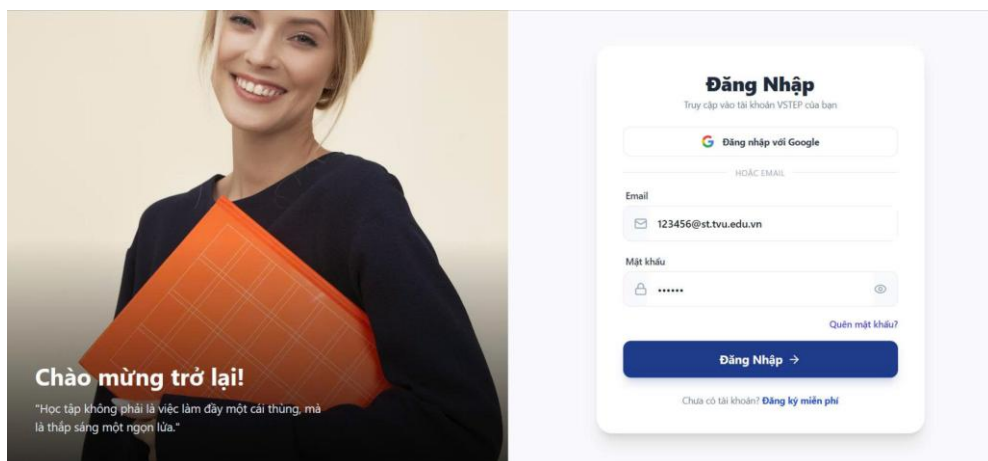 Chào mừng trở lại!
"Học tập không phải là việc làm đầy một cái thùng, mà
là thắp sáng một ngọn lửa."
Đăng Nhập
Truy cập vào tài khoản VSTEP của bạn
Đăng nhập với Google
HOẶC EMAIL
Email
123456@st.tvu.edu.vn
Mật khẩu
••••••
Quên mật khẩu?
Đăng Nhập →
Chưa có tài khoản? Đăng ký miễn phí